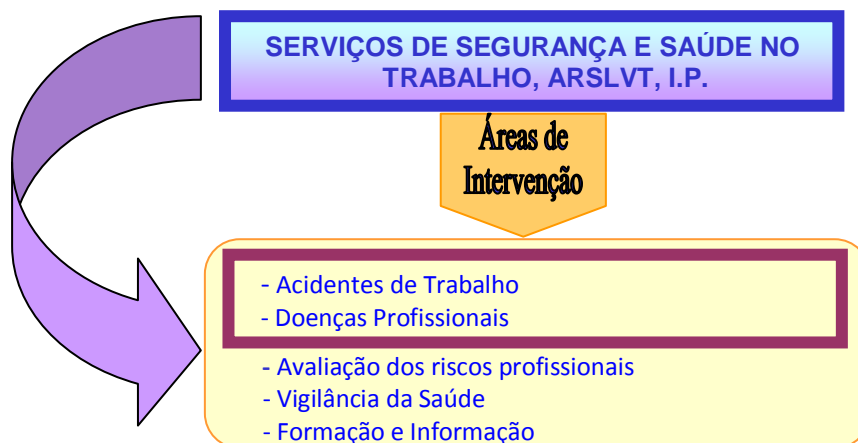 SERVIÇOS DE SEGURANÇA E SAÚDE NO
TRABALHO, ARSLVT, I.P.
Áreas de
Intervenção
- Acidentes de Trabalho
- Doenças Profissionais
- Avaliação dos riscos profissionais
- Vigilância da Saúde
- Formação e Informação